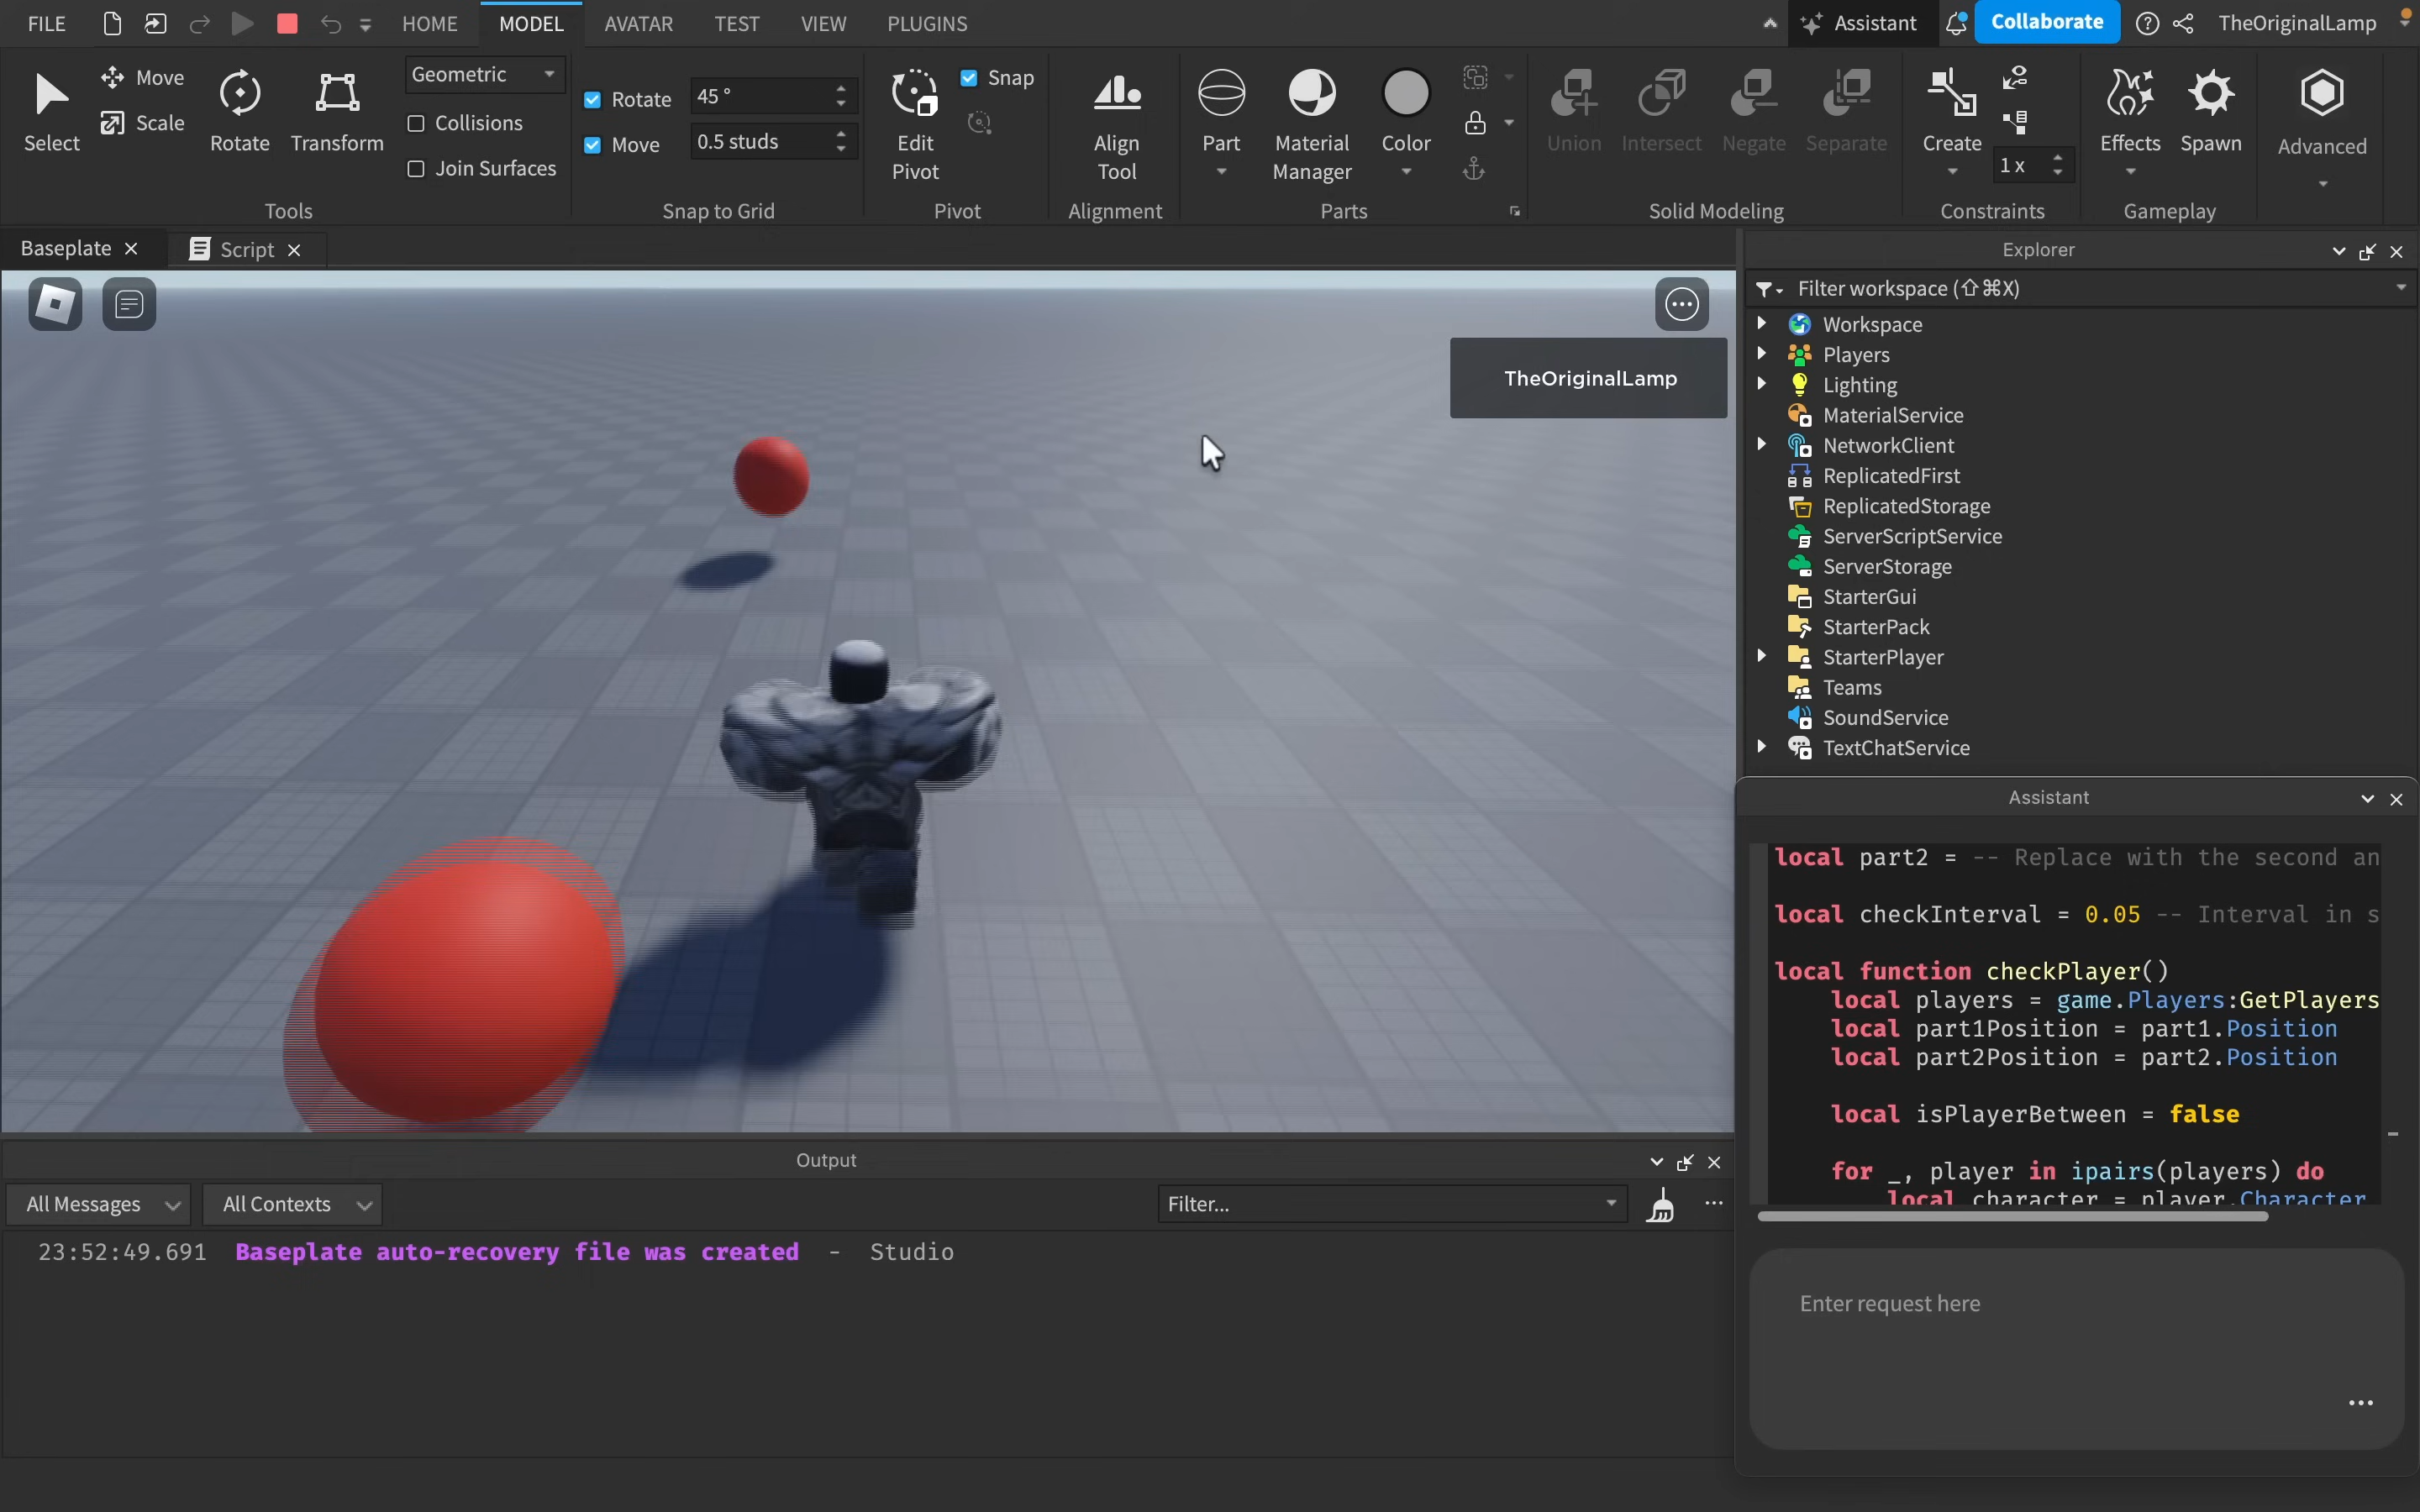 FILE HOME MODEL AVATAR TEST VIEW PLUGINS Assistant Collaborate TheOriginalLamp
Select
Move
Scale
Rotate
Transform
Geometric
Collisions
Join Surfaces
Tools
Rotate 45 °
Move 0.5 studs
Snap to Grid
Edit
Pivot
Snap
Pivot
Align
Tool
Alignment
Part
Material
Manager
Color
Parts
Union
Intersect
Negate
Separate
Solid Modeling
Create
1 x
Constraints
Effects
Spawn
Gameplay
Advanced
Baseplate
Script
TheOriginalLamp
Explorer
Filter workspace (⇧⌘X)
Workspace
Players
Lighting
MaterialService
NetworkClient
ReplicatedFirst
ReplicatedStorage
ServerScriptService
ServerStorage
StarterGui
StarterPack
StarterPlayer
Teams
SoundService
TextChatService
Assistant
local part2 = -- Replace with the second an
local checkInterval = 0.05 -- Interval in s
local function checkPlayer()
local players = game.Players:GetPlayers
local part1Position = part1.Position
local part2Position = part2.Position
local isPlayerBetween = false
for _, player in ipairs(players) do
local character = player.Character
Enter request here
Output
All Messages
All Contexts
Filter...
23:52:49.691 Baseplate auto-recovery file was created - Studio